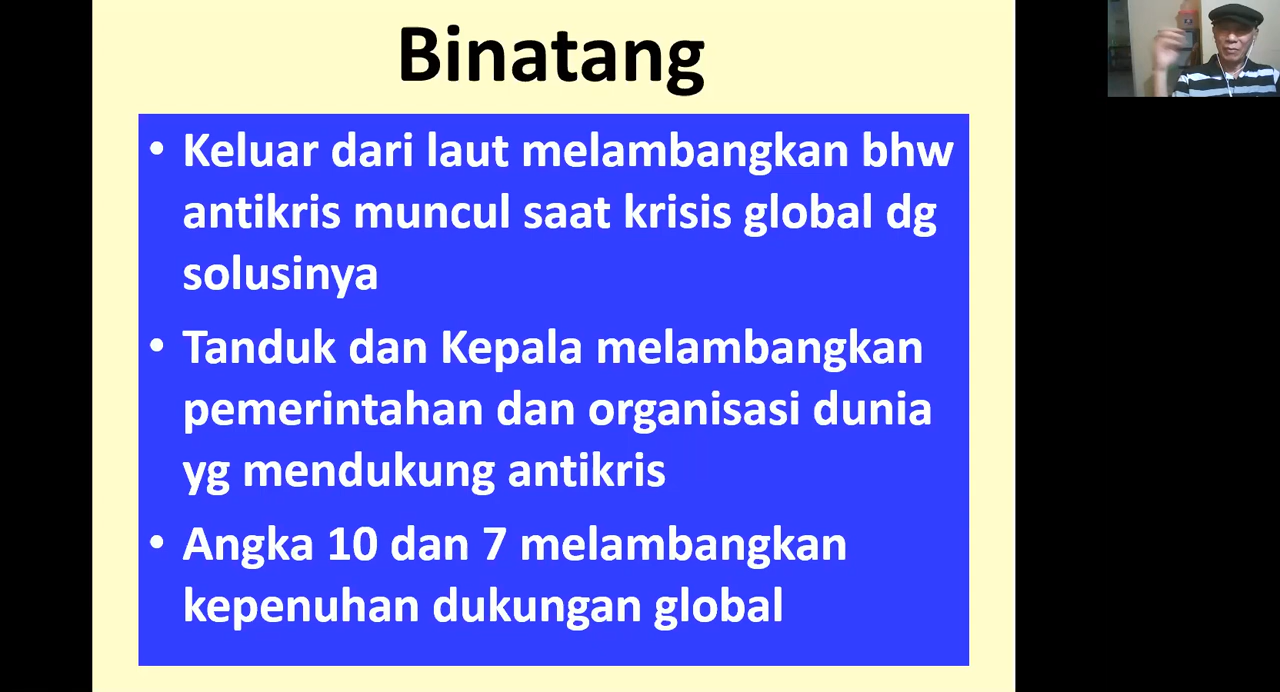 Binatang
• Keluar dari laut melambangkan bhw
antikris muncul saat krisis global dg
solusinya
• Tanduk dan Kepala melambangkan
pemerintahan dan organisasi dunia
yg mendukung antikris
• Angka 10 dan 7 melambangkan
kepenuhan dukungan global